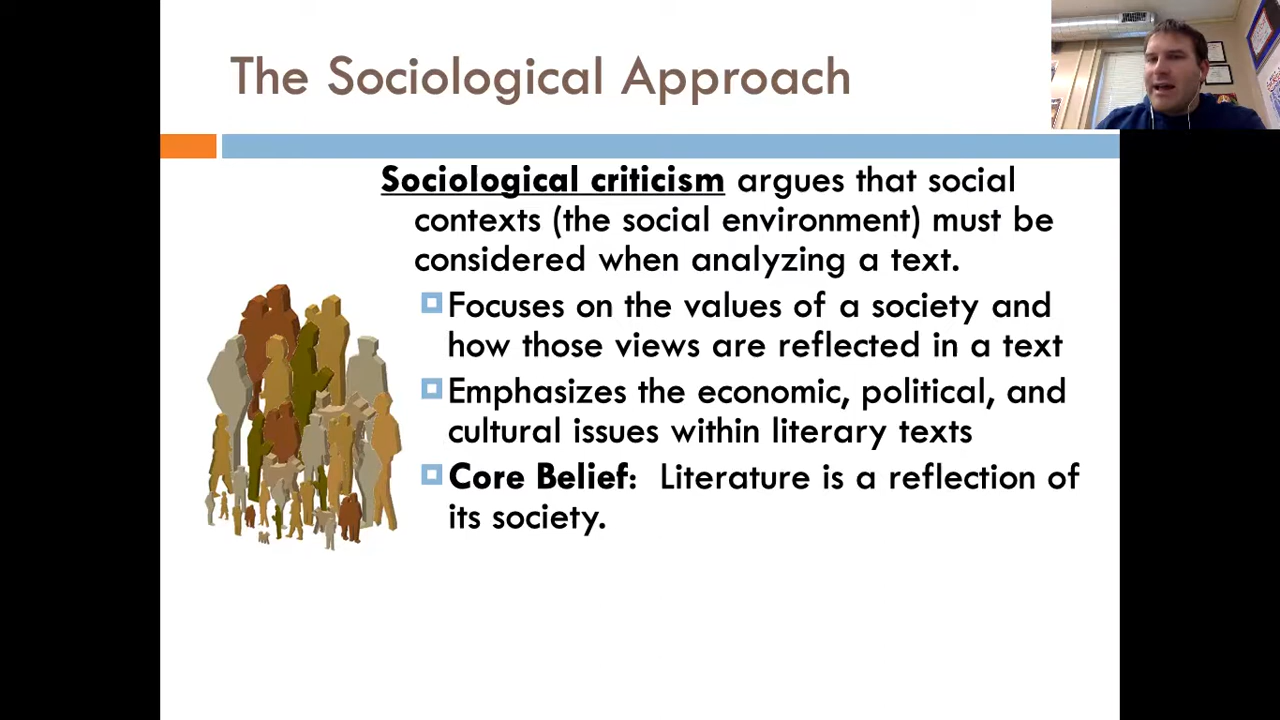 The Sociological Approach
Sociological criticism argues that social
contexts (the social environment) must be
considered when analyzing a text.
Focuses on the values of a society and
how those views are reflected in a text
Emphasizes the economic, political, and
cultural issues within literary texts
Core Belief: Literature is a reflection of
its society.